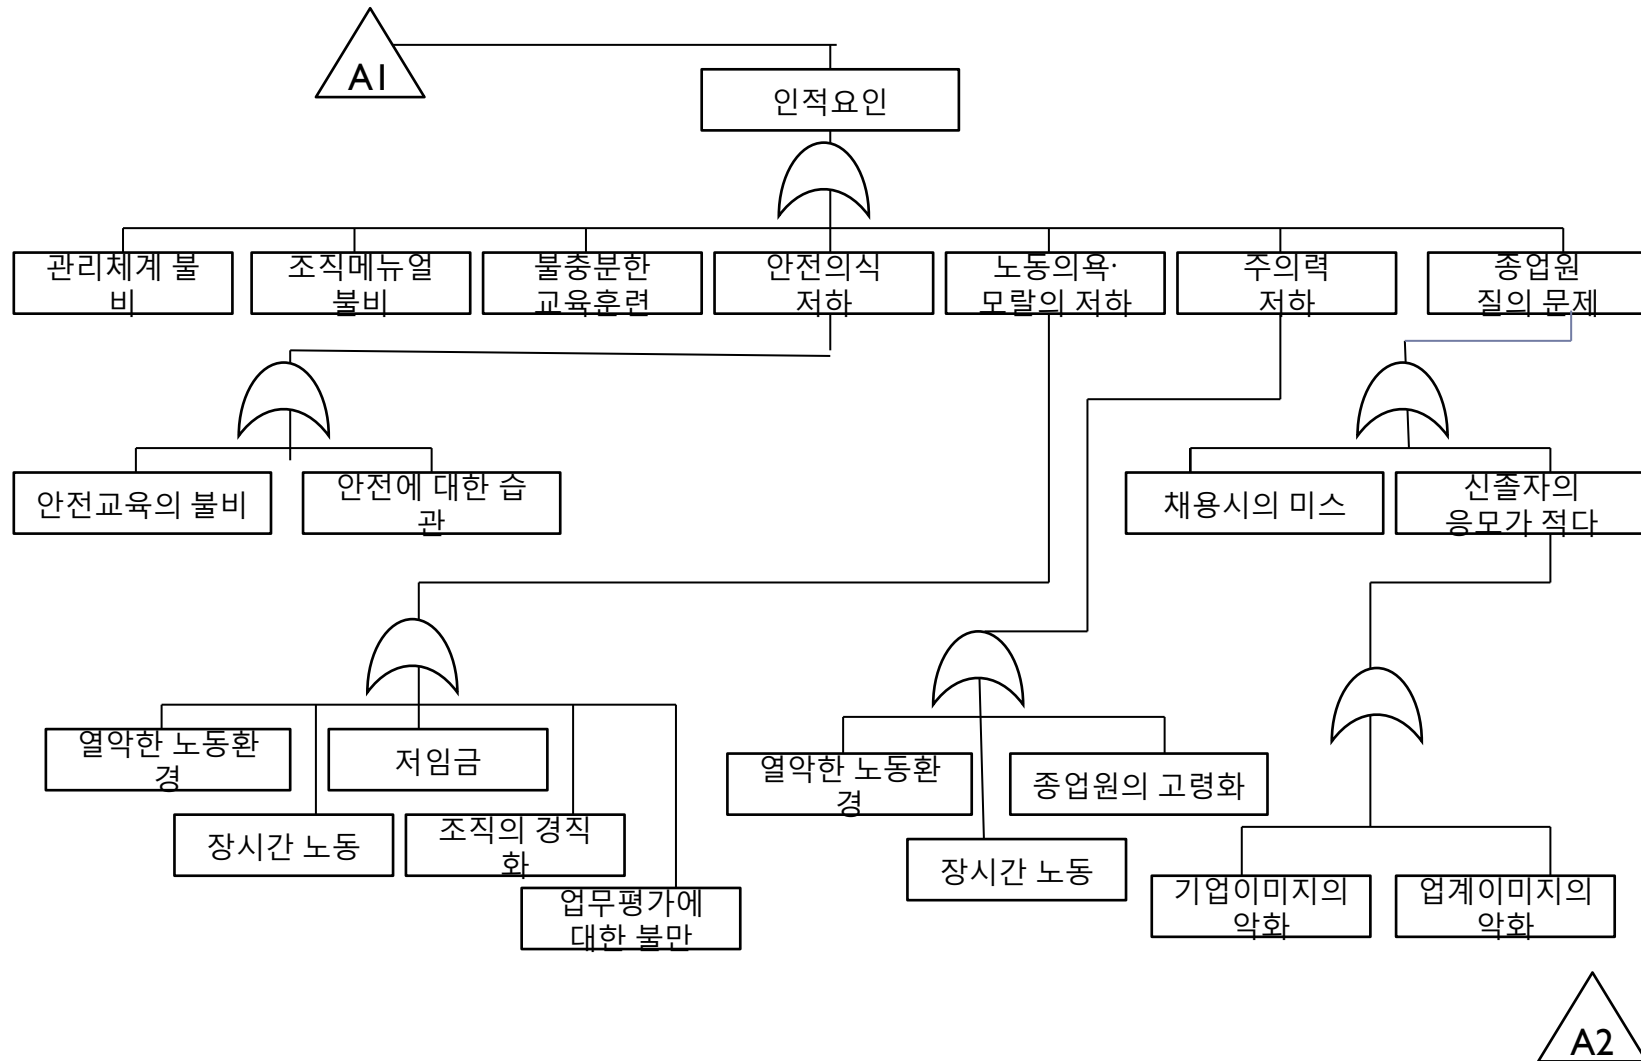 A1
인적요인
관리체계 불
비
조직메뉴얼
불비
불충분한
교육훈련
안전의식
저하
노동의욕·
모랄의 저하
주의력
저하
종업원
질의 문제
안전교육의 불비
안전에 대한 습
관
채용시의 미스
신졸자의
응모가 적다
열악한 노동환
경
저임금
장시간 노동
조직의 경직
화
업무평가에
대한 불만
열악한 노동환
경
종업원의 고령화
장시간 노동
기업이미지의
악화
업계이미지의
악화
A2